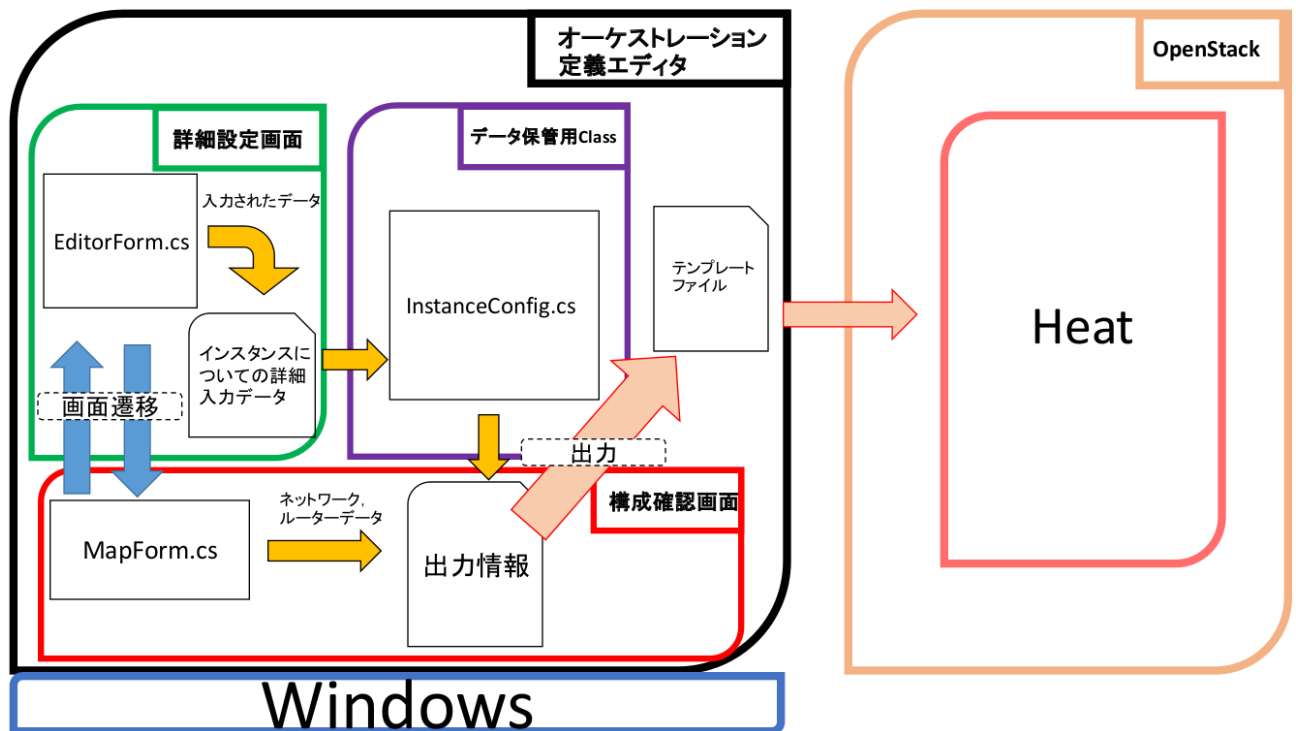 オーケストレーション
定義エディタ
OpenStack
詳細設定画面
データ保管用Class
入力されたデータ
EditorForm.cs
テンプレート
ファイル
InstanceConfig.cs
Heat
インスタンスに
ついての詳細
入力データ
画面遷移
出力
構成確認画面
ネットワーク,
ルーターデータ
MapForm.cs
出力情報
Windows